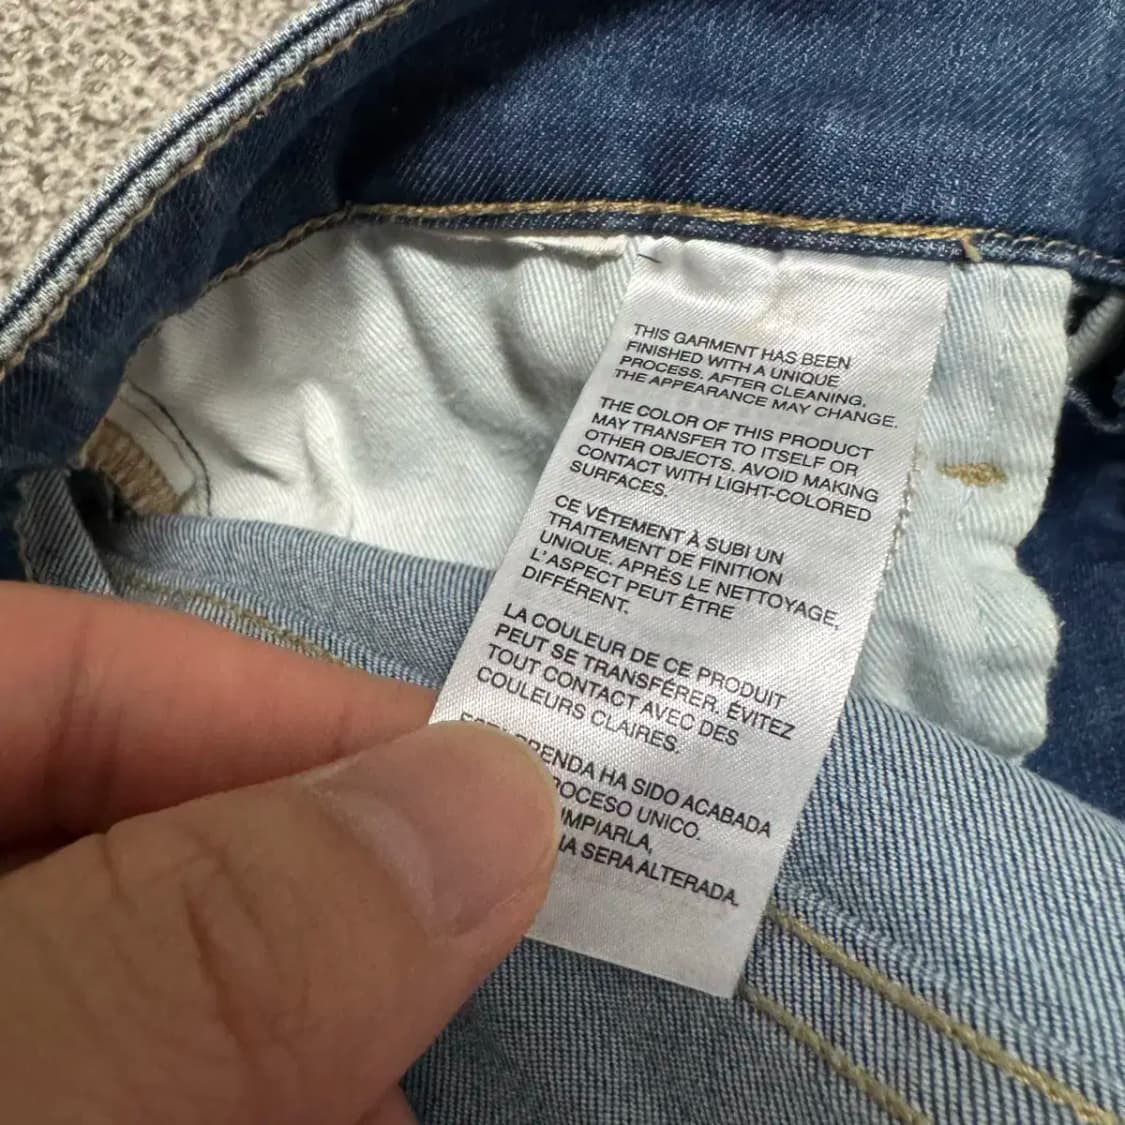 THIS GARMENT HAS BEEN
FINISHED WITH A UNIQUE
PROCESS. AFTER CLEANING,
THE APPEARANCE MAY CHANGE.
THE COLOR OF THIS PRODUCT
MAY TRANSFER TO ITSELF OR
OTHER OBJECTS. AVOID MAKING
CONTACT WITH LIGHT-COLORED
SURFACES.
CE VÊTEMENT À SUBI UN
TRAITEMENT DE FINITION
UNIQUE. APRÈS LE NETTOYAGE,
L'ASPECT PEUT ÊTRE
DIFFÉRENT.
LA COULEUR DE CE PRODUIT
PEUT SE TRANSFÉRER. ÉVITEZ
TOUT CONTACT AVEC DES
COULEURS CLAIRES.
HA SIDO ACABADA
UNICO.
SERA ALTERADA.